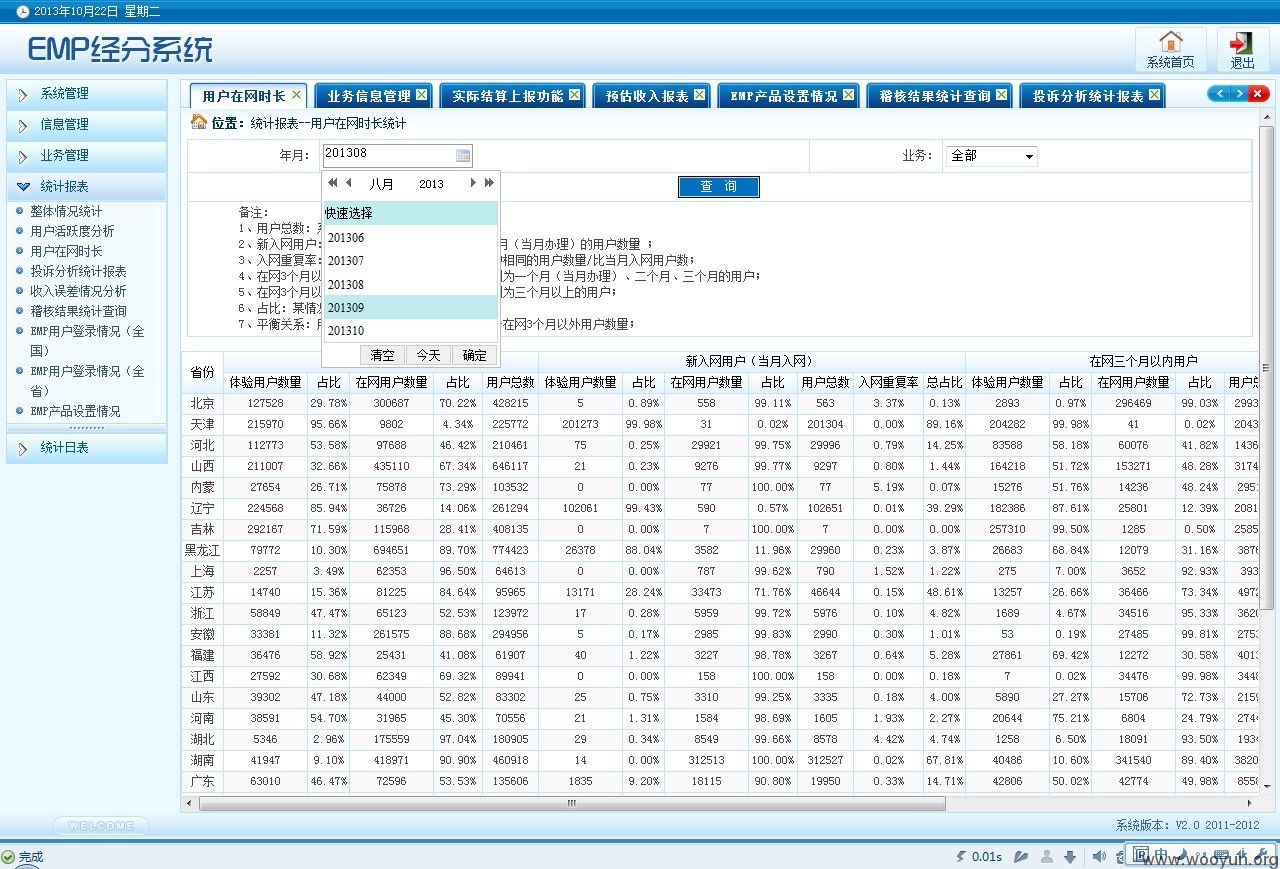 2013年10月22日 星期二
EMP经分系统
系统首页 退出
系统管理
信息管理
业务管理
统计报表
整体情况统计
用户活跃度分析
用户在网时长
投诉分析统计报表
收入误差情况分析
稽核结果统计查询
EMP用户登录情况（全
国）
EMP用户登录情况（全
省）
EMP产品设置情况
统计日表
用户在网时长 业务信息管理 实际结算上报功能 预估收入报表 EMP产品设置情况 稽核结果统计查询 投诉分析统计报表
位置：统计报表--用户在网时长统计
年月： 201308 业务： 全部
查 询
八月 2013
快速选择
201306
201307
201308
201309
201310
清空 今天 确定
备注：
1、用户总数：
2、新入网用户： 月（当月办理）的用户数量 ；
3、入网重复率： 相同的用户数量/比当月入网用户数；
4、在网3个月以 为一个月（当月办理）、二个月、三个月的用户；
5、在网3个月以 为三个月以上的用户；
6、占比：某情
7、平衡关系： 在网3个月以外用户数量；
省份 新入网用户（当月入网） 在网三个月以内用户
体验用户数量 占比 在网用户数量 占比 用户总数 体验用户数量 占比 在网用户数量 占比 用户总数 入网重复率 总占比 体验用户数量 占比 在网用户数量 占比 用户总
北京 127528 29.78% 300687 70.22% 428215 5 0.89% 558 99.11% 563 3.37% 0.13% 2893 0.97% 296469 99.03% 2993
天津 215970 95.66% 9802 4.34% 225772 201273 99.98% 31 0.02% 201304 0.00% 89.16% 204282 99.98% 41 0.02% 2043
河北 112773 53.58% 97688 46.42% 210461 75 0.25% 29921 99.75% 29996 0.79% 14.25% 83588 58.18% 60076 41.82% 1436
山西 211007 32.66% 435110 67.34% 646117 21 0.23% 9276 99.77% 9297 0.80% 1.44% 164218 51.72% 153271 48.28% 3174
内蒙 27654 26.71% 75878 73.29% 103532 0 0.00% 77 100.00% 77 5.19% 0.07% 15276 51.76% 14236 48.24% 295
辽宁 224568 85.94% 36726 14.06% 261294 102061 99.43% 590 0.57% 102651 0.01% 39.29% 182386 87.61% 25801 12.39% 2081
吉林 292167 71.59% 115968 28.41% 408135 0 0.00% 7 100.00% 7 0.00% 0.00% 257310 99.50% 1285 0.50% 2585
黑龙江 79772 10.30% 694651 89.70% 774423 26378 88.04% 3582 11.96% 29960 0.23% 3.87% 26683 68.84% 12079 31.16% 3876
上海 2257 3.49% 62353 96.50% 64613 0 0.00% 787 99.62% 790 1.52% 1.22% 275 7.00% 3652 92.93% 393
江苏 14740 15.36% 81225 84.64% 95965 13171 28.24% 33473 71.76% 46644 0.15% 48.61% 13257 26.66% 36466 73.34% 4972
浙江 58849 47.47% 65123 52.53% 123972 17 0.28% 5959 99.72% 5976 0.10% 4.82% 1689 4.67% 34516 95.33% 3620
安徽 33381 11.32% 261575 88.68% 294956 5 0.17% 2985 99.83% 2990 0.30% 1.01% 53 0.19% 27485 99.81% 2753
福建 36476 58.92% 25431 41.08% 61907 40 1.22% 3227 98.78% 3267 0.64% 5.28% 27861 69.42% 12272 30.58% 4013
江西 27592 30.68% 62349 69.32% 89941 0 0.00% 158 100.00% 158 0.00% 0.18% 7 0.02% 34476 99.98% 3448
山东 39302 47.18% 44000 52.82% 83302 25 0.75% 3310 99.25% 3335 0.18% 4.00% 5890 27.27% 15706 72.73% 2159
河南 38591 54.70% 31965 45.30% 70556 21 1.31% 1584 98.69% 1605 1.93% 2.27% 20644 75.21% 6804 24.79% 2744
湖北 5346 2.96% 175559 97.04% 180905 29 0.34% 8549 99.66% 8578 4.42% 4.74% 1258 6.50% 18091 93.50% 1934
湖南 41947 9.10% 418971 90.90% 460918 14 0.00% 312513 100.00% 312527 0.02% 67.81% 40486 10.60% 341540 89.40% 3820
广东 63010 46.47% 72596 53.53% 135606 1835 9.20% 18115 90.80% 19950 0.33% 14.71% 42806 50.02% 42774 49.98% 8558
WELCOME
系统版本：V2.0 2011-2012
完成 0.01s 中
www.wooyun.org